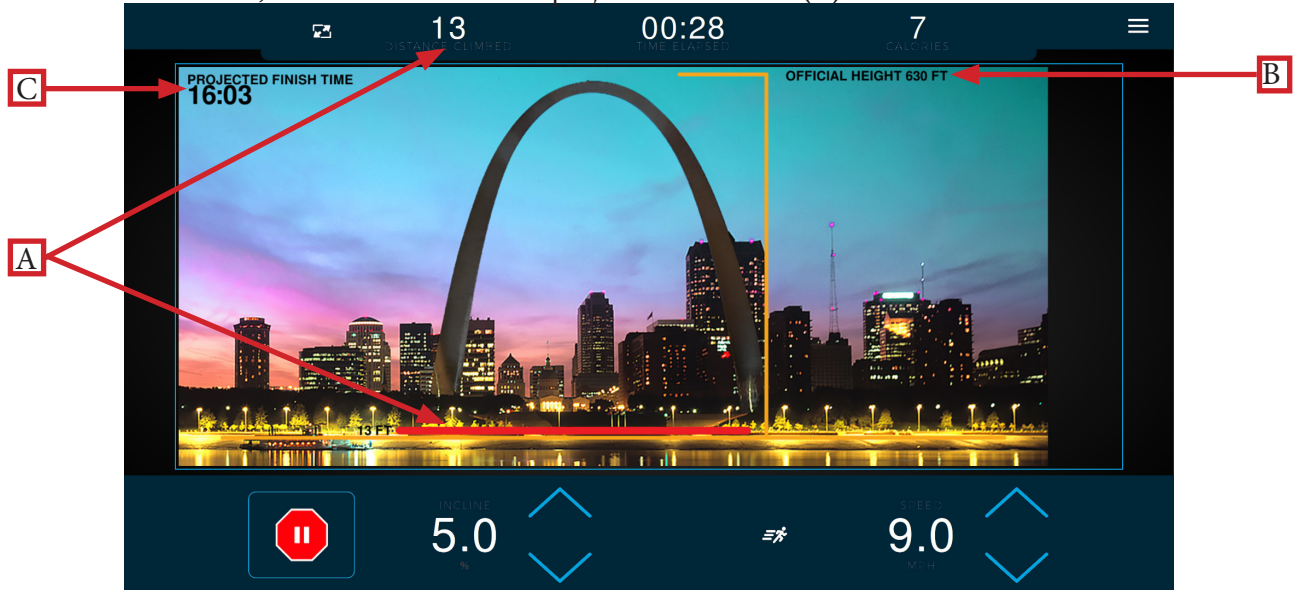 13 00:28 7
DISTANCE CLIMBED TIME ELAPSED CALORIES
C
PROJECTED FINISH TIME
16:03
OFFICIAL HEIGHT 630 FT
B
A
13 FT
INCLINE SPEED
5.0 9.0
% MPH